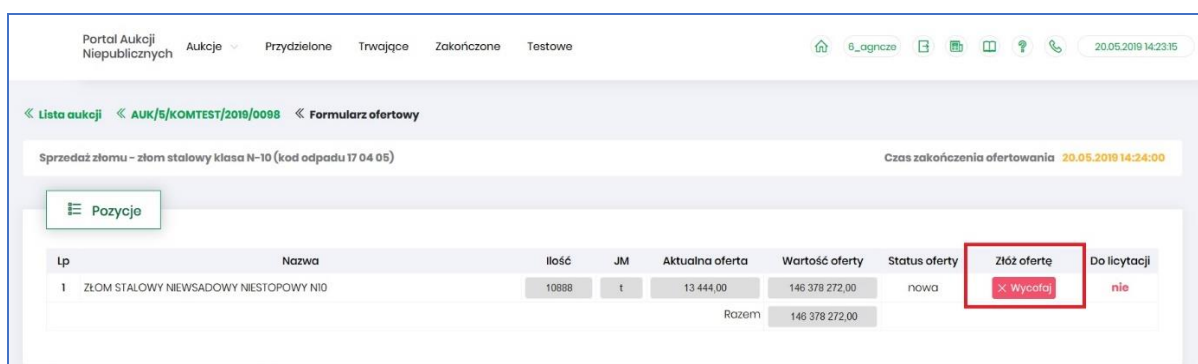 Portal Aukcji
Niepublicznych
Aukcje Przydzielone Trwające Zakończone Testowe 6_agncze 20.05.2019 14:23:15
« Lista aukcji « AUK/5/KOMTEST/2019/0098 « Formularz ofertowy
Sprzedaż złomu - złom stalowy klasa N-10 (kod odpadu 17 04 05) Czas zakończenia ofertowania 20.05.2019 14:24:00
Pozycje
Lp Nazwa Ilość JM Aktualna oferta Wartość oferty Status oferty Złóż ofertę Do licytacji
1 ZŁOM STALOWY NIEWSADOWY NIESTOPOWY N10 10888 t 13 444,00 146 378 272,00 nowa × Wycofaj nie
Razem 146 378 272,00